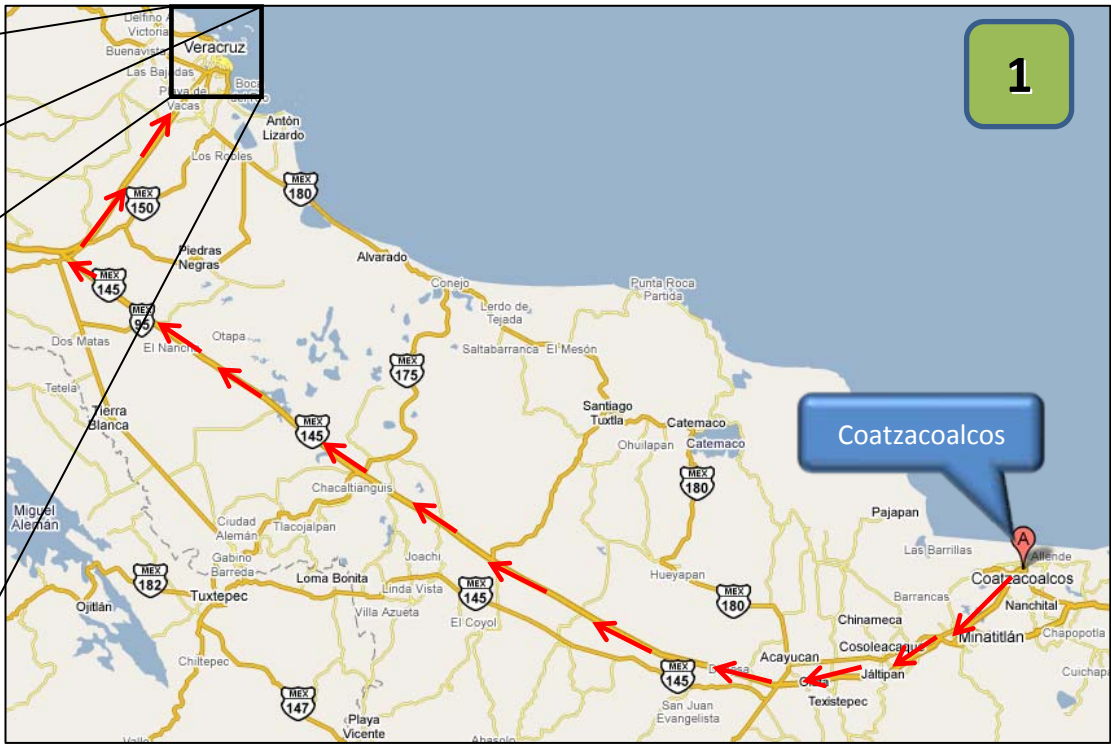 1
Delfino A
Victoria
Buenavista
Veracruz
Las Bajadas
Boca
Playa de
Vacas
Antón
Lizardo
Los Robles
MEX
180
MEX
150
Piedras
Negras
Alvarado
MEX
145
Conejo
Punta Roca
Partida
MEX
95
Lerdo de
Tejada
Dos Matas
El Nanch
Otapa
Saltabarranca
El Mesón
MEX
175
Tetela
Tierra
Blanca
MEX
145
Santiago
Tuxtla
Catemaco
Ohuilapan
Catemaco
Coatzacoalcos
Chacaltianguis
MEX
180
Miguel
Alemán
Ciudad
Alemán
Tlacojalpan
Pajapan
A
Gabino
Barreda
Joachi
Las Barrillas
Allende
MEX
182
Loma Bonita
Linda Vista
MEX
145
Hueyapan
Coatzacoalcos
Ojitlán
Tuxtepec
Villa Azueta
El Coyol
MEX
180
Barrancas
Nanchital
Chinameca
Minatitlán
Chapopotla
Chiltepec
Acayucan
Cosoleacaque
MEX
145
Jáltipan
Cuichapa
MEX
147
San Juan
Evangelista
Texistepec
Playa
Vicente
Valle
Abasolo